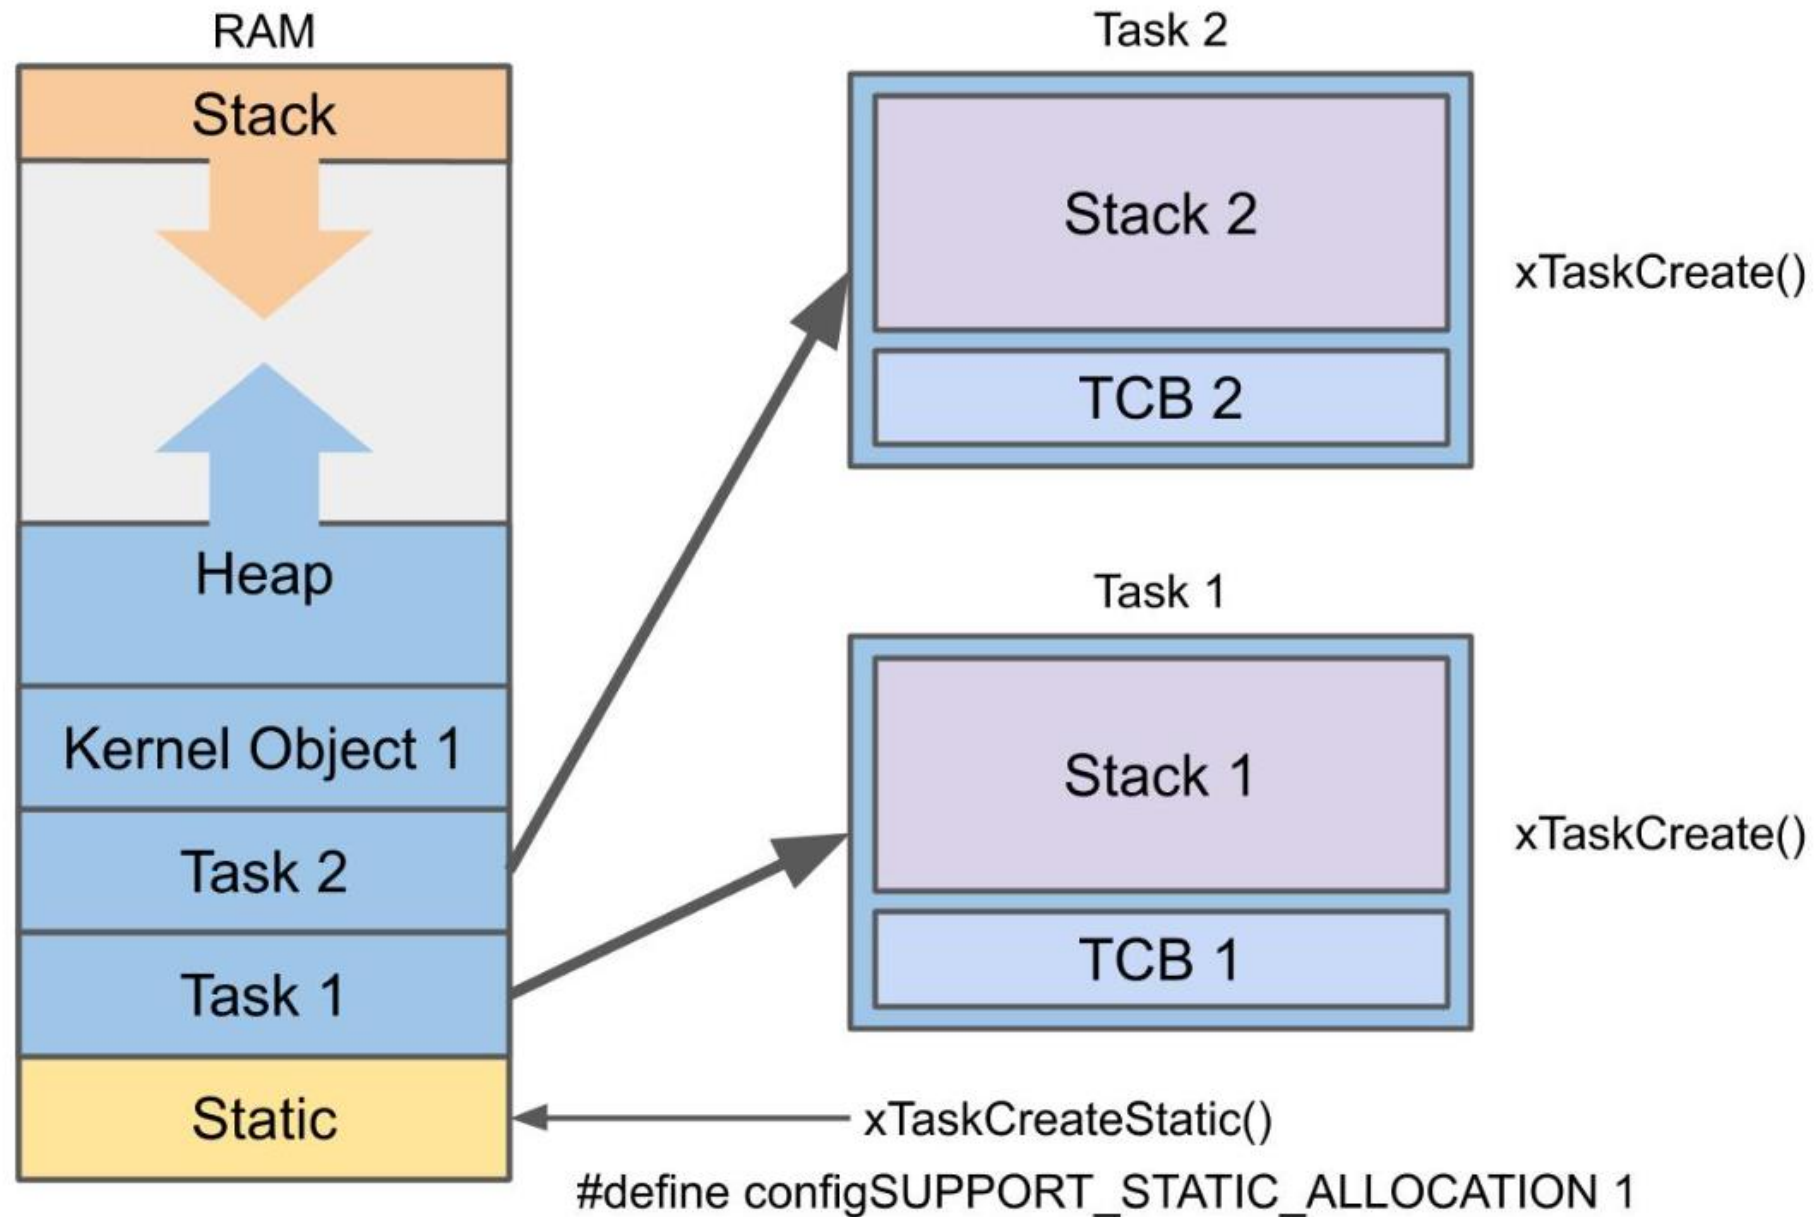 RAM
Stack
Heap
Kernel Object 1
Task 2
Task 1
Static
Task 2
Stack 2
TCB 2
xTaskCreate()
Task 1
Stack 1
TCB 1
xTaskCreate()
xTaskCreateStatic()
#define configSUPPORT_STATIC_ALLOCATION 1